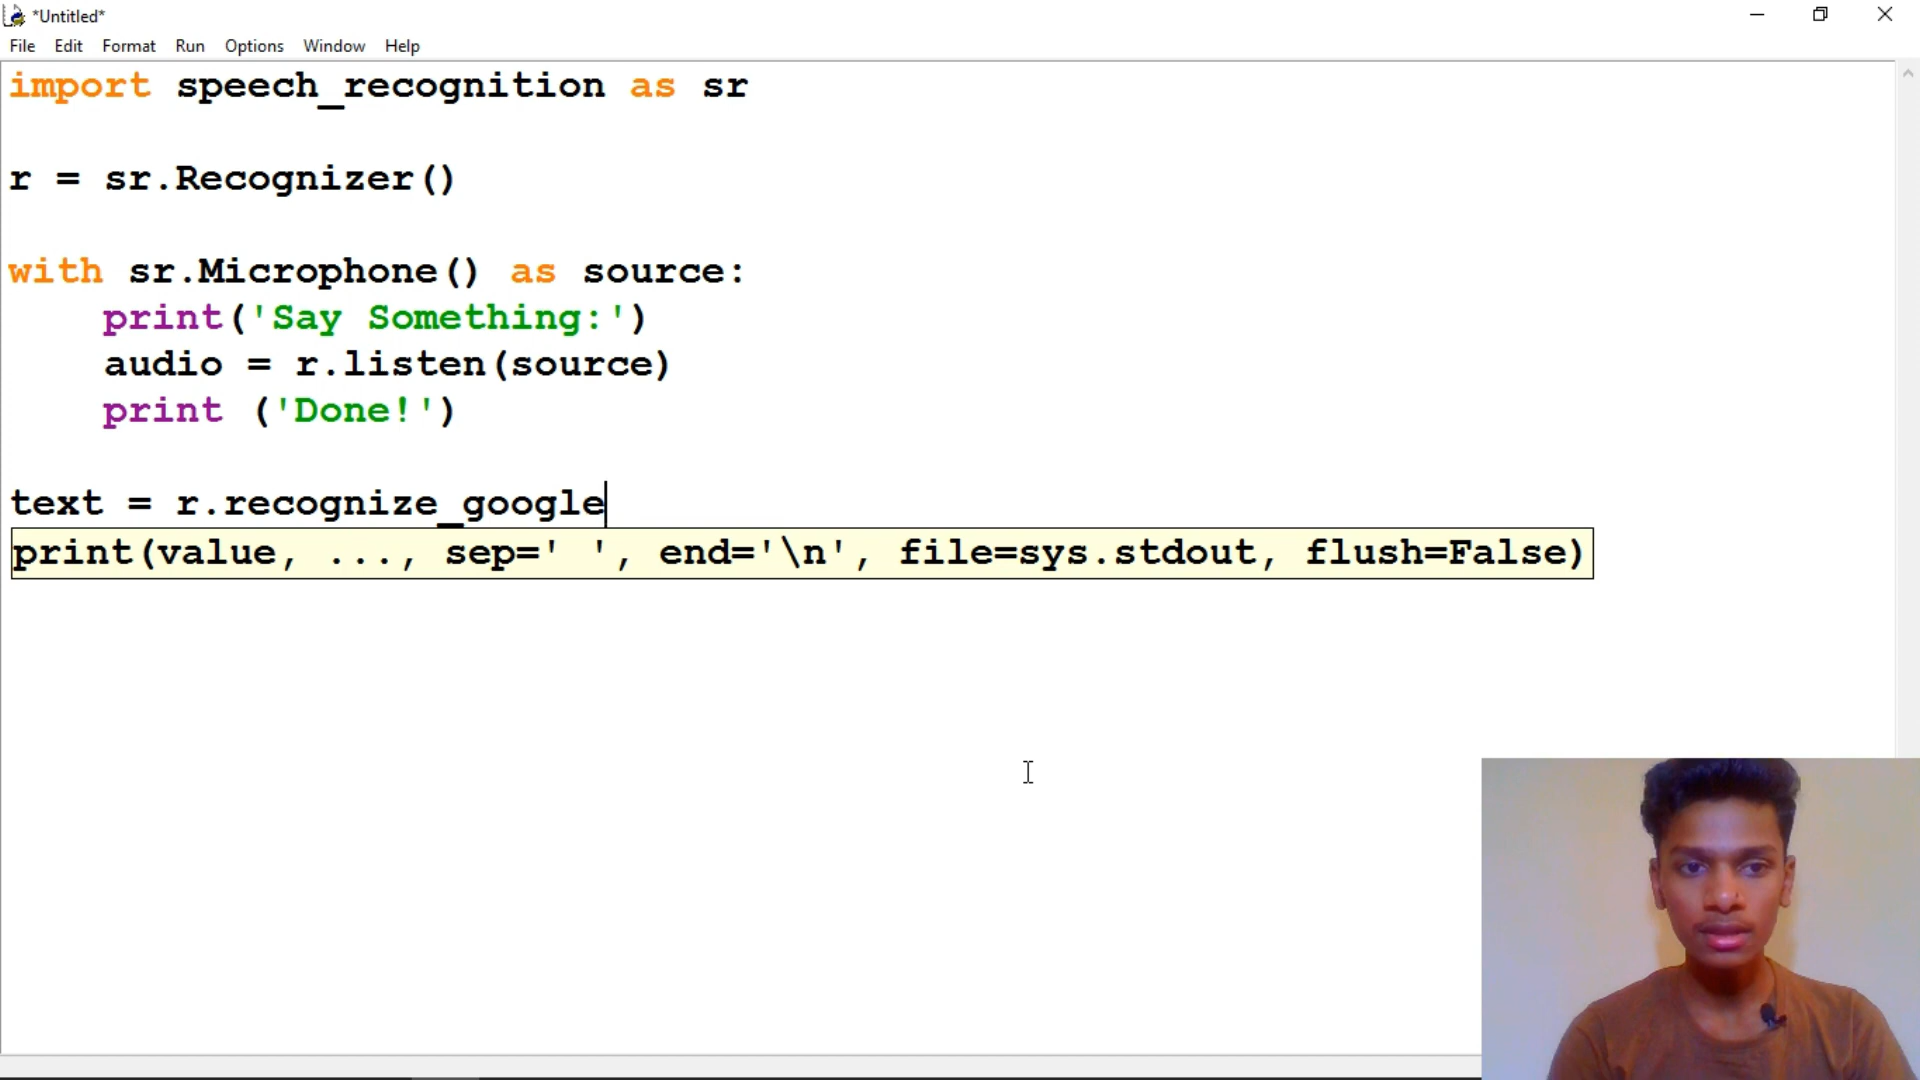 *Untitled*
File Edit Format Run Options Window Help
import speech_recognition as sr
r = sr.Recognizer()
with sr.Microphone() as source:
print('Say Something:')
audio = r.listen(source)
print ('Done!')
text = r.recognize_google
print(value, ..., sep=' ', end='\n', file=sys.stdout, flush=False)